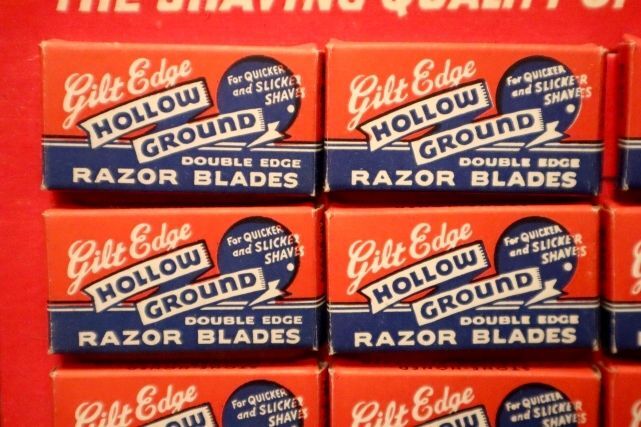 THE SHAVING QUALITY OF
Gilt Edge
For QUICKER
and SLICKER
SHAVES
HOLLOW
GROUND
DOUBLE EDGE
RAZOR BLADES
Gilt Edge
For QUICKER
and SLICKER
SHAVES
HOLLOW
GROUND
DOUBLE EDGE
RAZOR BLADES
Gilt Edge
For QUICKER
and SLICKER
SHAVES
HOLLOW
GROUND
DOUBLE EDGE
RAZOR BLADES
Gilt Edge
For QUICKER
and SLICKER
SHAVES
HOLLOW
GROUND
DOUBLE EDGE
RAZOR BLADES
Gilt Edge
For QUICKER
and SLICKER
SHAVES
HOLLOW
Gilt Edge
For QUICKER
and SLICKER
SHAVES
HOLLOW